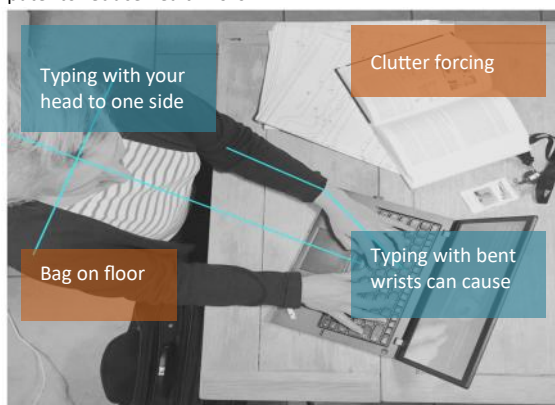 Typing with your
head to one side
Clutter forcing
Bag on floor
Typing with bent
wrists can cause